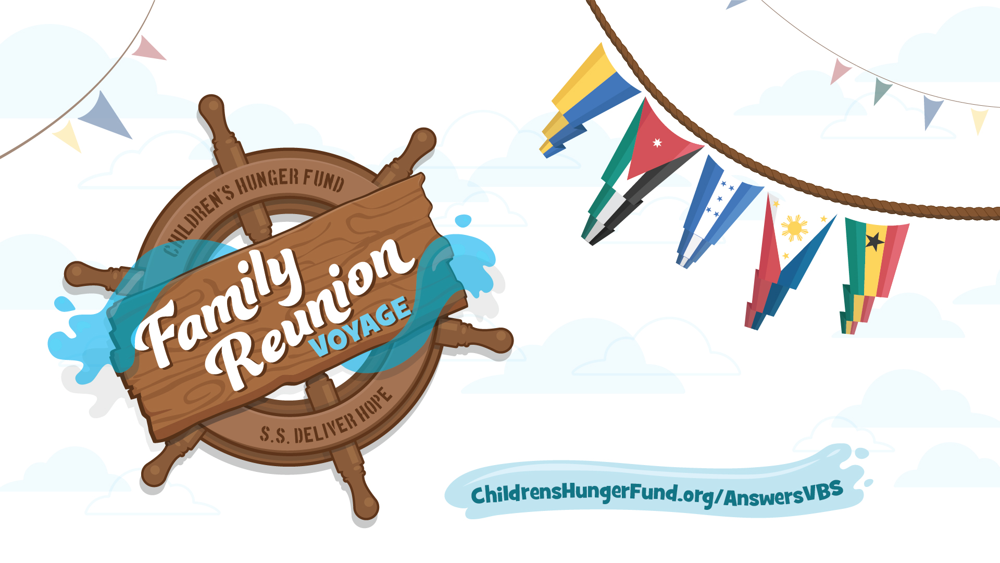 CHILDREN'S HUNGER FUND
Family
Reunion
VOYAGE
S.S. DELIVER HOPE
ChildrensHungerFund.org/AnswersVBS